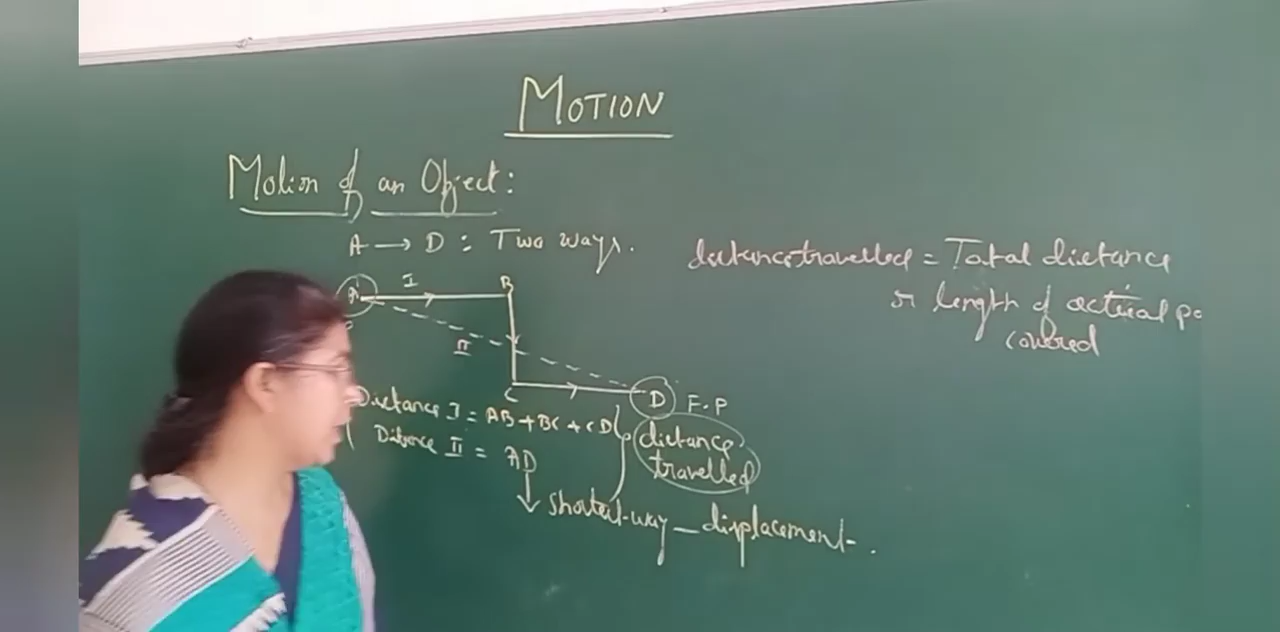 MOTION
Motion of an Object:
A → D : Two ways.
A I B
II
C D F.P
Distance I = AB + BC + CD
distance travelled
Distance II = AD
↓ shortest way – displacement.
distance travelled = Total distance
or length of actual
covered